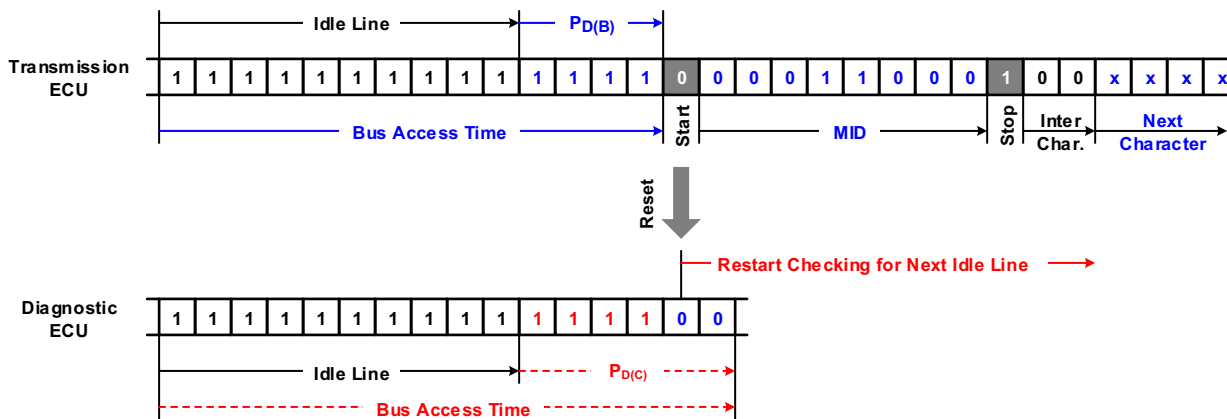 Idle Line P_D(B)
Transmission ECU 1 1 1 1 1 1 1 1 1 1 1 1 1 1 0 0 0 0 1 1 0 0 0 1 0 0 x x x x
Bus Access Time Start MID Stop Inter Char. Next Character
Reset
Restart Checking for Next Idle Line
Diagnostic ECU 1 1 1 1 1 1 1 1 1 1 1 1 1 1 0 0
Idle Line P_D(C)
Bus Access Time